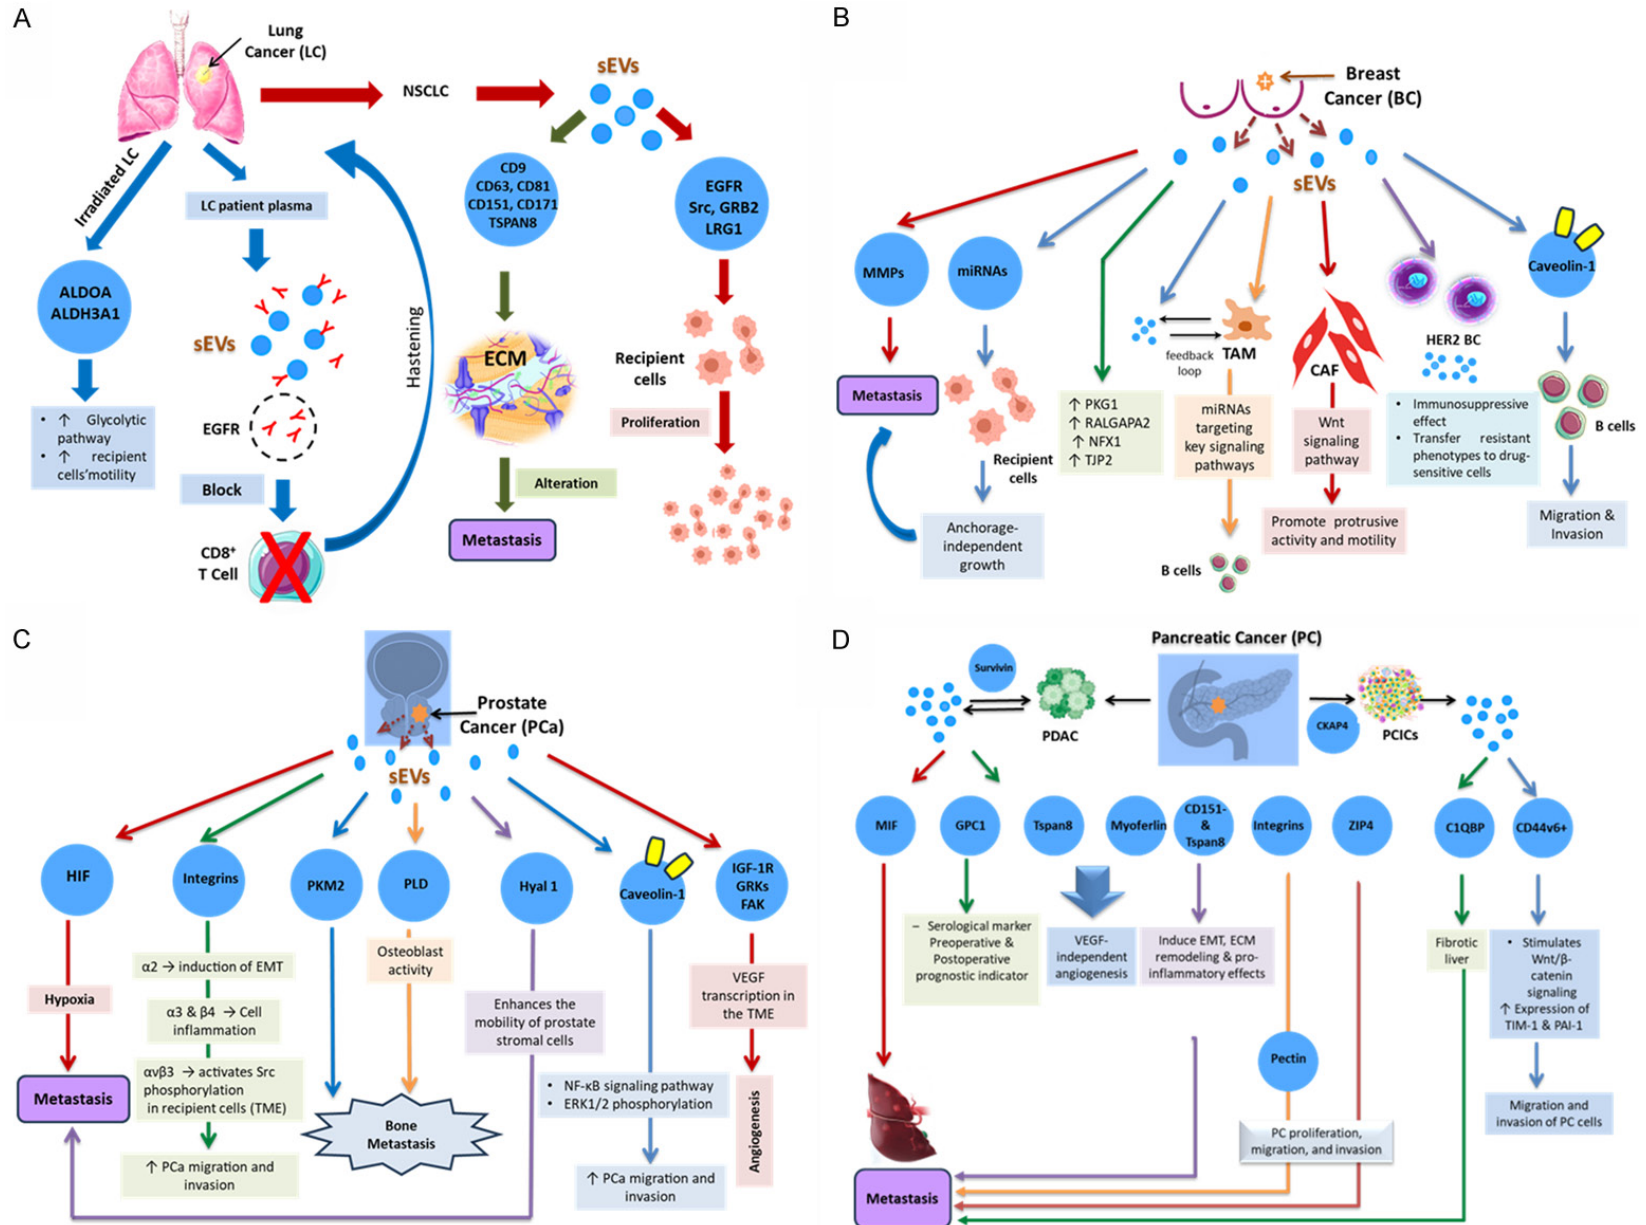 A
Lung
Cancer (LC)
NSCLC
sEVs
Irradiated LC
LC patient plasma
CD9
CD63, CD81
CD151, CD171
TSPAN8
EGFR
Src, GRB2
LRG1
ALDOA
ALDH3A1
sEVs
Hastening
ECM
Recipient
cells
Proliferation
• ↑ Glycolytic
pathway
• ↑ recipient
cells'motility
EGFR
Block
Alteration
Metastasis
CD8+
T Cell
B
Breast
Cancer (BC)
sEVs
MMPs
miRNAs
Caveolin-1
feedback
loop
TAM
CAF
HER2 BC
Metastasis
↑ PKG1
↑ RALGAPA2
↑ NFX1
↑ TJP2
miRNAs
targeting
key signaling
pathways
Wnt
signaling
pathway
• Immunosuppressive
effect
• Transfer resistant
phenotypes to drug-
sensitive cells
B cells
Recipient
cells
Anchorage-
independent
growth
Promote protrusive
activity and motility
Migration &
Invasion
B cells
C
Prostate
Cancer (PCa)
sEVs
HIF
Integrins
PKM2
PLD
Hyal 1
Caveolin-1
IGF-1R
GRKs
FAK
Hypoxia
α2 → induction of EMT
α3 & β4 → Cell
inflammation
αvβ3 → activates Src
phosphorylation
in recipient cells (TME)
↑ PCa migration and
invasion
Osteoblast
activity
Enhances the
mobility of prostate
stromal cells
VEGF
transcription in
the TME
• NF-κB signaling pathway
• ERK1/2 phosphorylation
Metastasis
Bone
Metastasis
Angiogenesis
↑ PCa migration and
invasion
D
Pancreatic Cancer (PC)
Survivin
PDAC
CKAP4
PCICs
MIF
GPC1
Tspan8
Myoferlin
CD151-
&
Tspan8
Integrins
ZIP4
C1QBP
CD44v6+
– Serological marker
Preoperative &
Postoperative
prognostic indicator
VEGF-
independent
angiogenesis
Induce EMT, ECM
remodeling & pro-
inflammatory effects
Fibrotic
liver
• Stimulates
Wnt/β-
catenin
signaling
↑ Expression of
TIM-1 & PAI-1
Pectin
PC proliferation,
migration, and invasion
Migration and
invasion of PC cells
Metastasis